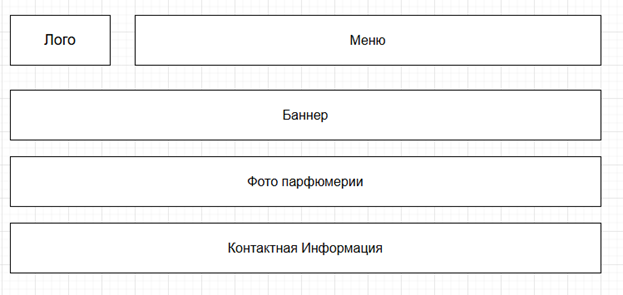 Лого
Меню
Баннер
Фото парфюмерии
Контактная Информация